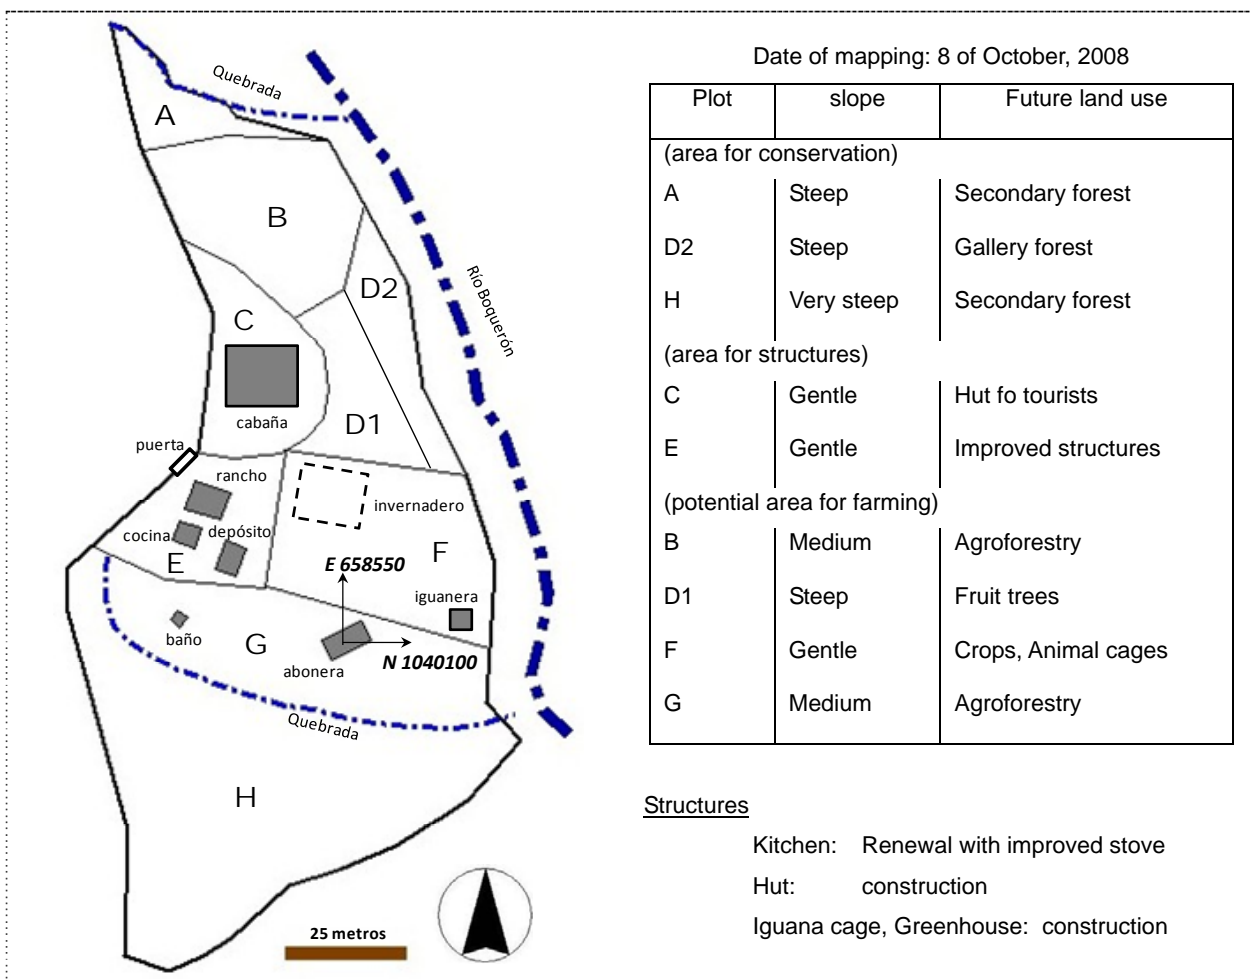 Quebrada
A
B
D2
Río Boquerón
C
cabaña
D1
puerta
rancho
invernadero
cocina
depósito
F
E
E 658550
iguanera
baño
G
N 1040100
abonera
Quebrada
H
25 metros
Date of mapping: 8 of October, 2008
Plot slope Future land use
(area for conservation)
A Steep Secondary forest
D2 Steep Gallery forest
H Very steep Secondary forest
(area for structures)
C Gentle Hut fo tourists
E Gentle Improved structures
(potential area for farming)
B Medium Agroforestry
D1 Steep Fruit trees
F Gentle Crops, Animal cages
G Medium Agroforestry
Structures
Kitchen: Renewal with improved stove
Hut: construction
Iguana cage, Greenhouse: construction